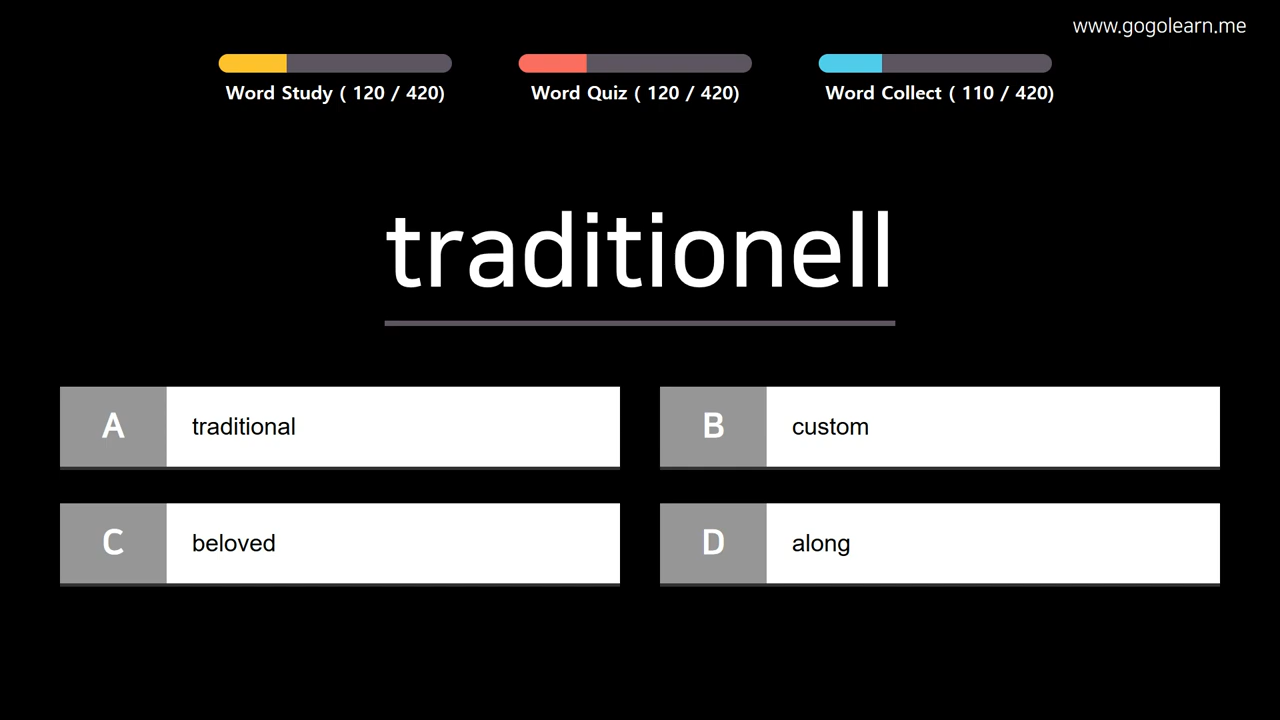 www.gogolearn.me
Word Study ( 120 / 420)
Word Quiz ( 120 / 420)
Word Collect ( 110 / 420)
traditionell
A traditional
B custom
C beloved
D along